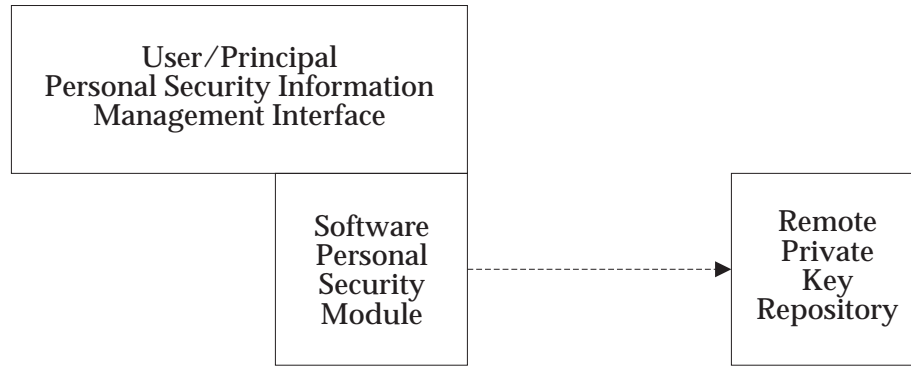 User/Principal
Personal Security Information
Management Interface
Software
Personal
Security
Module
Remote
Private
Key
Repository